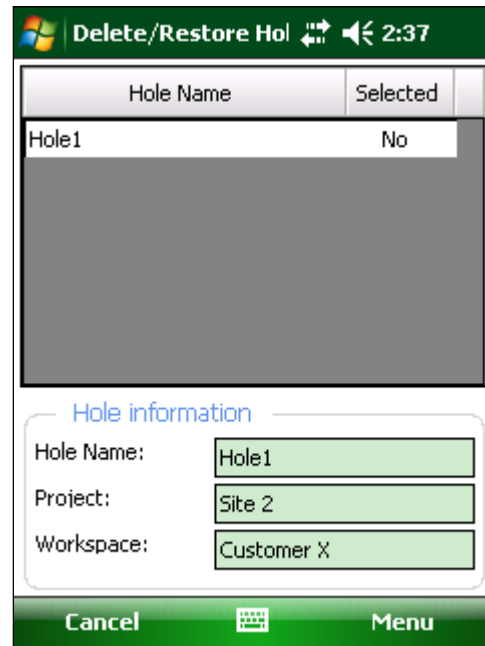 Delete/Restore Hol 2:37
Hole Name Selected
Hole1 No
Hole information
Hole Name: Hole1
Project: Site 2
Workspace: Customer X
Cancel Menu